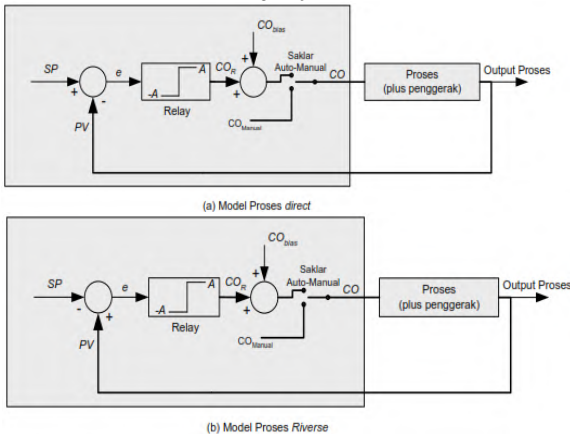 CO_bias
Saklar
Auto-Manual
SP + - e -A A CO_R + + CO Proses
(plus penggerak) Output Proses
Relay
PV
CO_Manual
(a) Model Proses direct
CO_bias
Saklar
Auto-Manual
SP - + e -A A CO_R + + CO Proses
(plus penggerak) Output Proses
Relay
PV
CO_Manual
(b) Model Proses Riverse